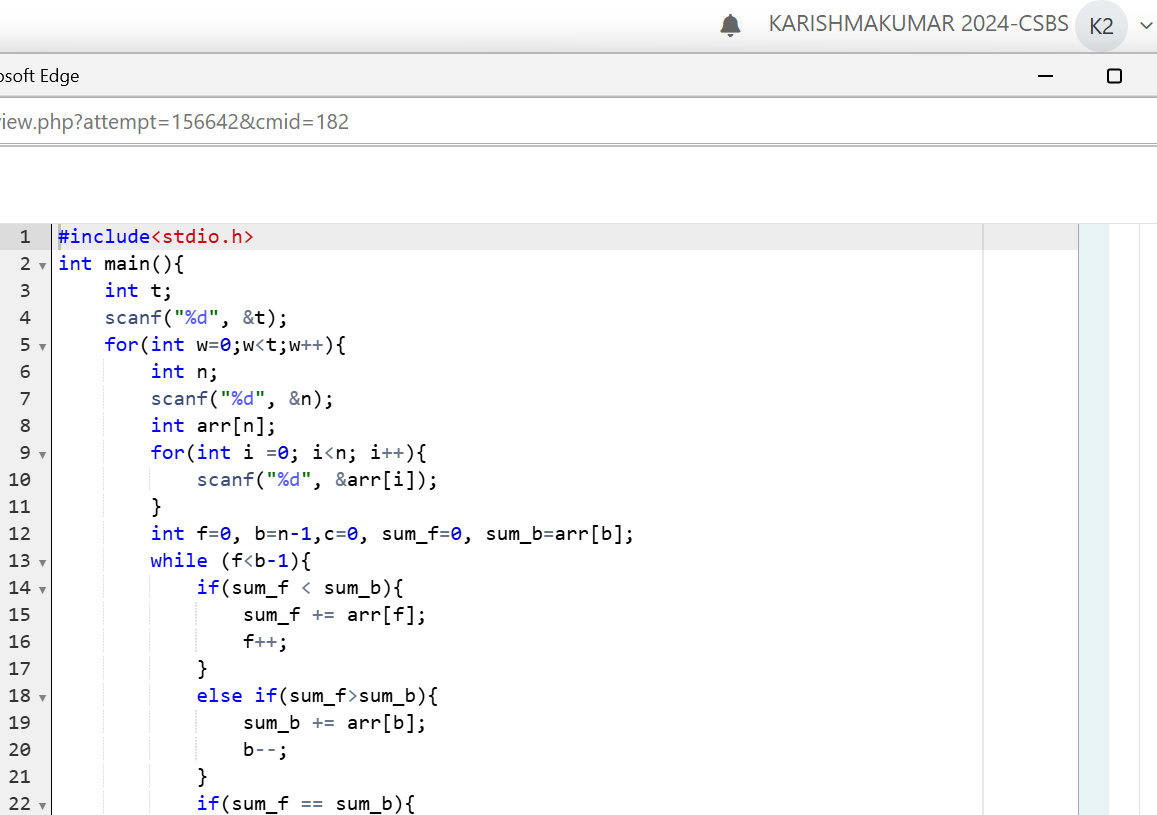 KARISHMAKUMAR 2024-CSBS K2
osoft Edge
iew.php?attempt=156642&cmid=182
1 #include<stdio.h>
2 int main(){
3     int t;
4     scanf("%d", &t);
5     for(int w=0;w<t;w++){
6         int n;
7         scanf("%d", &n);
8         int arr[n];
9         for(int i =0; i<n; i++){
10             scanf("%d", &arr[i]);
11         }
12         int f=0, b=n-1,c=0, sum_f=0, sum_b=arr[b];
13         while (f<b-1){
14             if(sum_f < sum_b){
15                 sum_f += arr[f];
16                 f++;
17             }
18             else if(sum_f>sum_b){
19                 sum_b += arr[b];
20                 b--;
21             }
22             if(sum_f == sum_b){